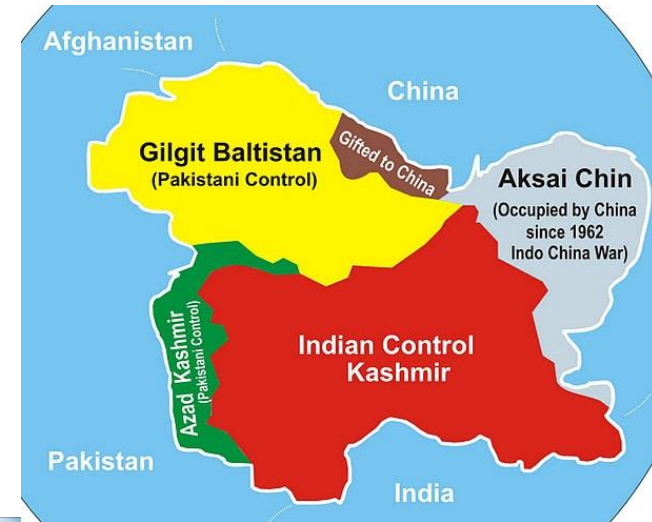 Afghanistan
China
Gilgit Baltistan
(Pakistani Control)
Gifted to China
Aksai Chin
(Occupied by China
since 1962
Indo China War)
Azad Kashmir
(Pakistani Control)
Indian Control
Kashmir
Pakistan
India